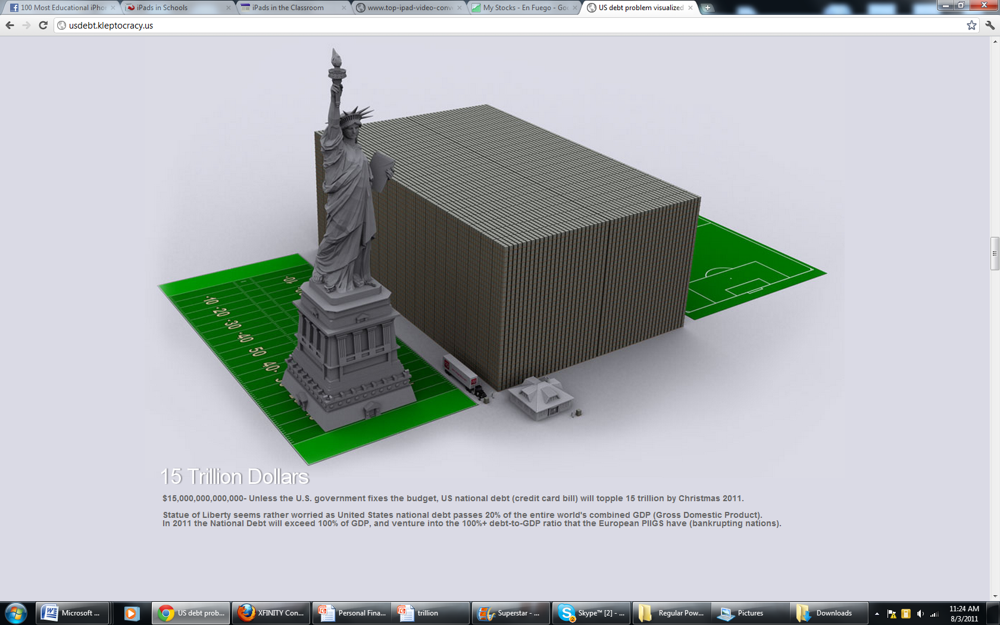 100 Most Educational iPho
iPads in Schools
iPads in the Classroom
www.top-ipad-video-conv
My Stocks - En Fuego - Goo
US debt problem visualized
usdebt.kleptocracy.us
10 20 30 40 50 40
15 Trillion Dollars
$15,000,000,000,000- Unless the U.S. government fixes the budget, US national debt (credit card bill) will topple 15 trillion by Christmas 2011.
Statue of Liberty seems rather worried as United States national debt passes 20% of the entire world's combined GDP (Gross Domestic Product).
In 2011 the National Debt will exceed 100% of GDP, and venture into the 100%+ debt-to-GDP ratio that the European PIIGS have (bankrupting nations).
Microsoft ...
US debt prob...
XFINITY Con...
Personal Fina...
trillion
Superstar - ...
Skype™ [2] - ...
Regular Pow...
Pictures
Downloads
11:24 AM
8/3/2011